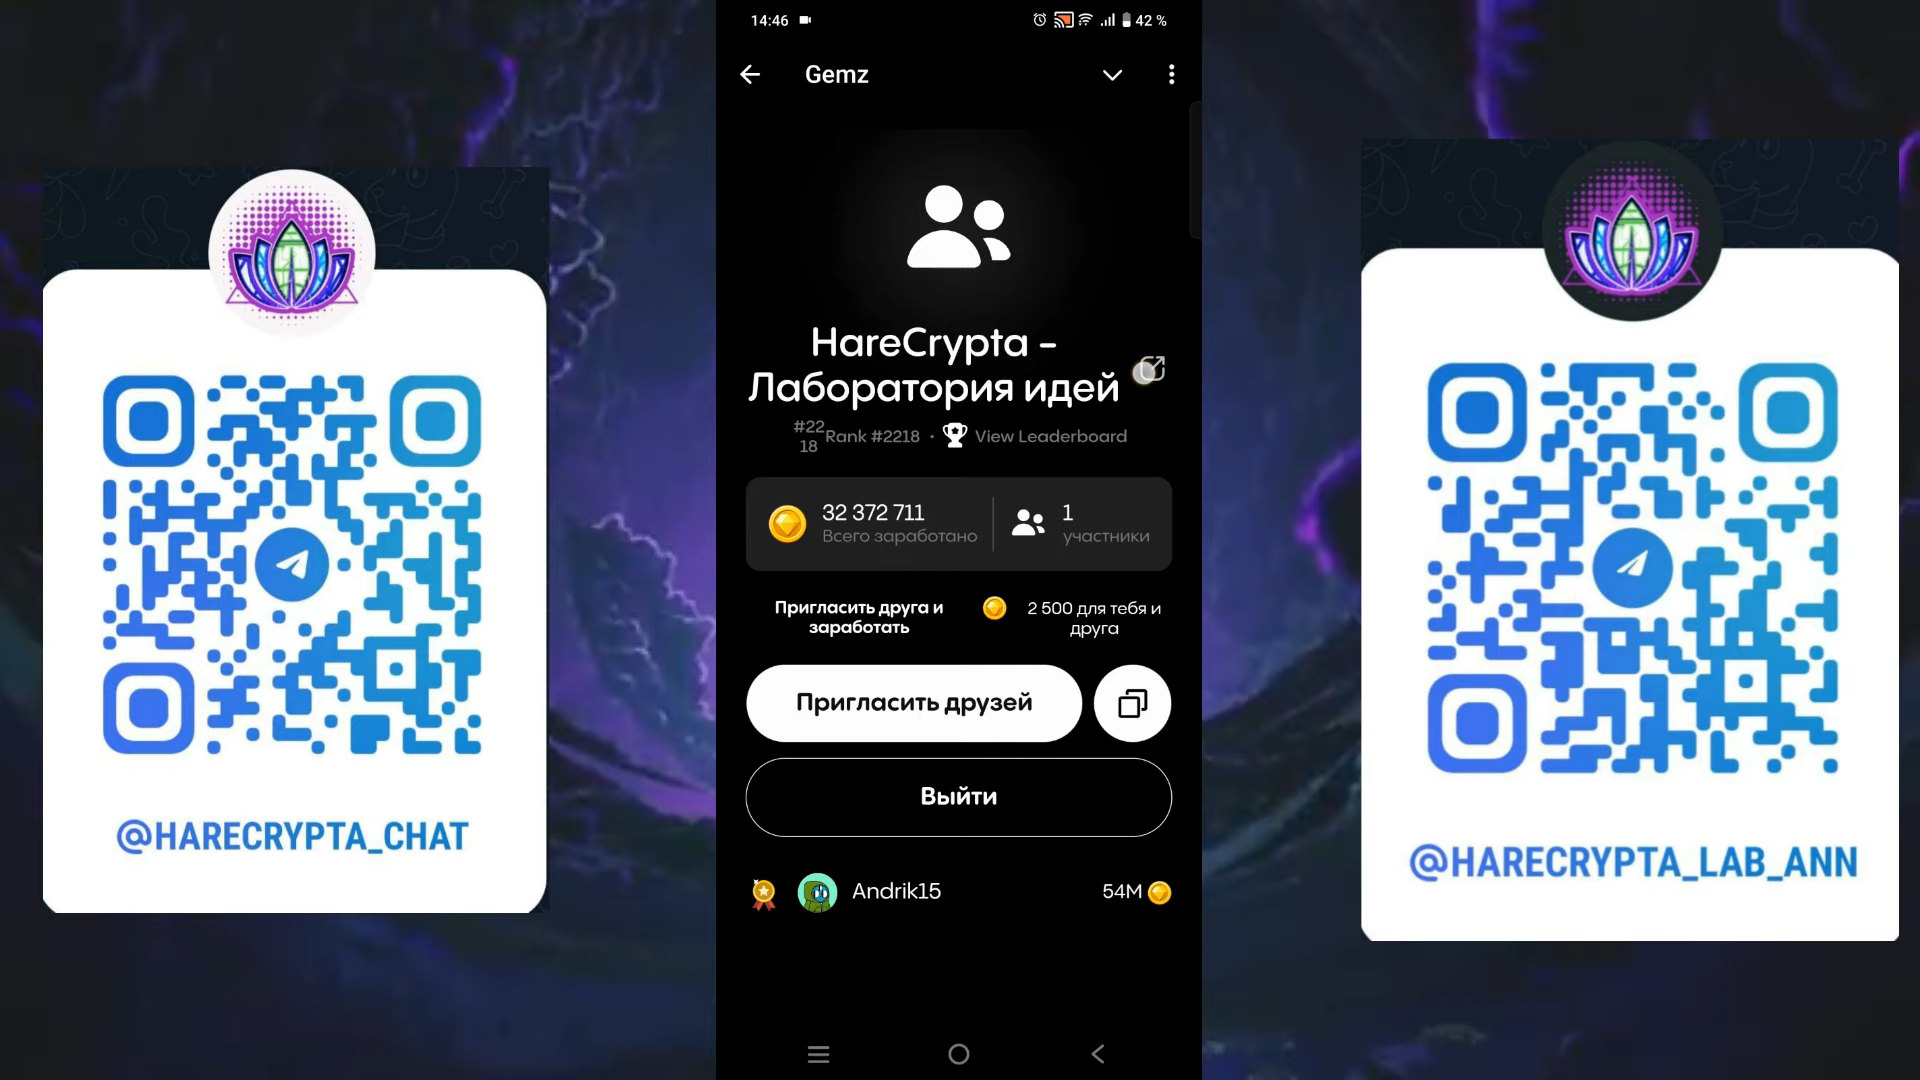 14:46
42 %
Gemz
HareCrypta –
Лаборатория идей
#22
18
Rank #2218 · View Leaderboard
32 372 711
Всего заработано
1
участники
Пригласить друга и
заработать
2 500 для тебя и
друга
Пригласить друзей
Выйти
Andrik15
54M
@HARECRYPTA_CHAT
@HARECRYPTA_LAB_ANN